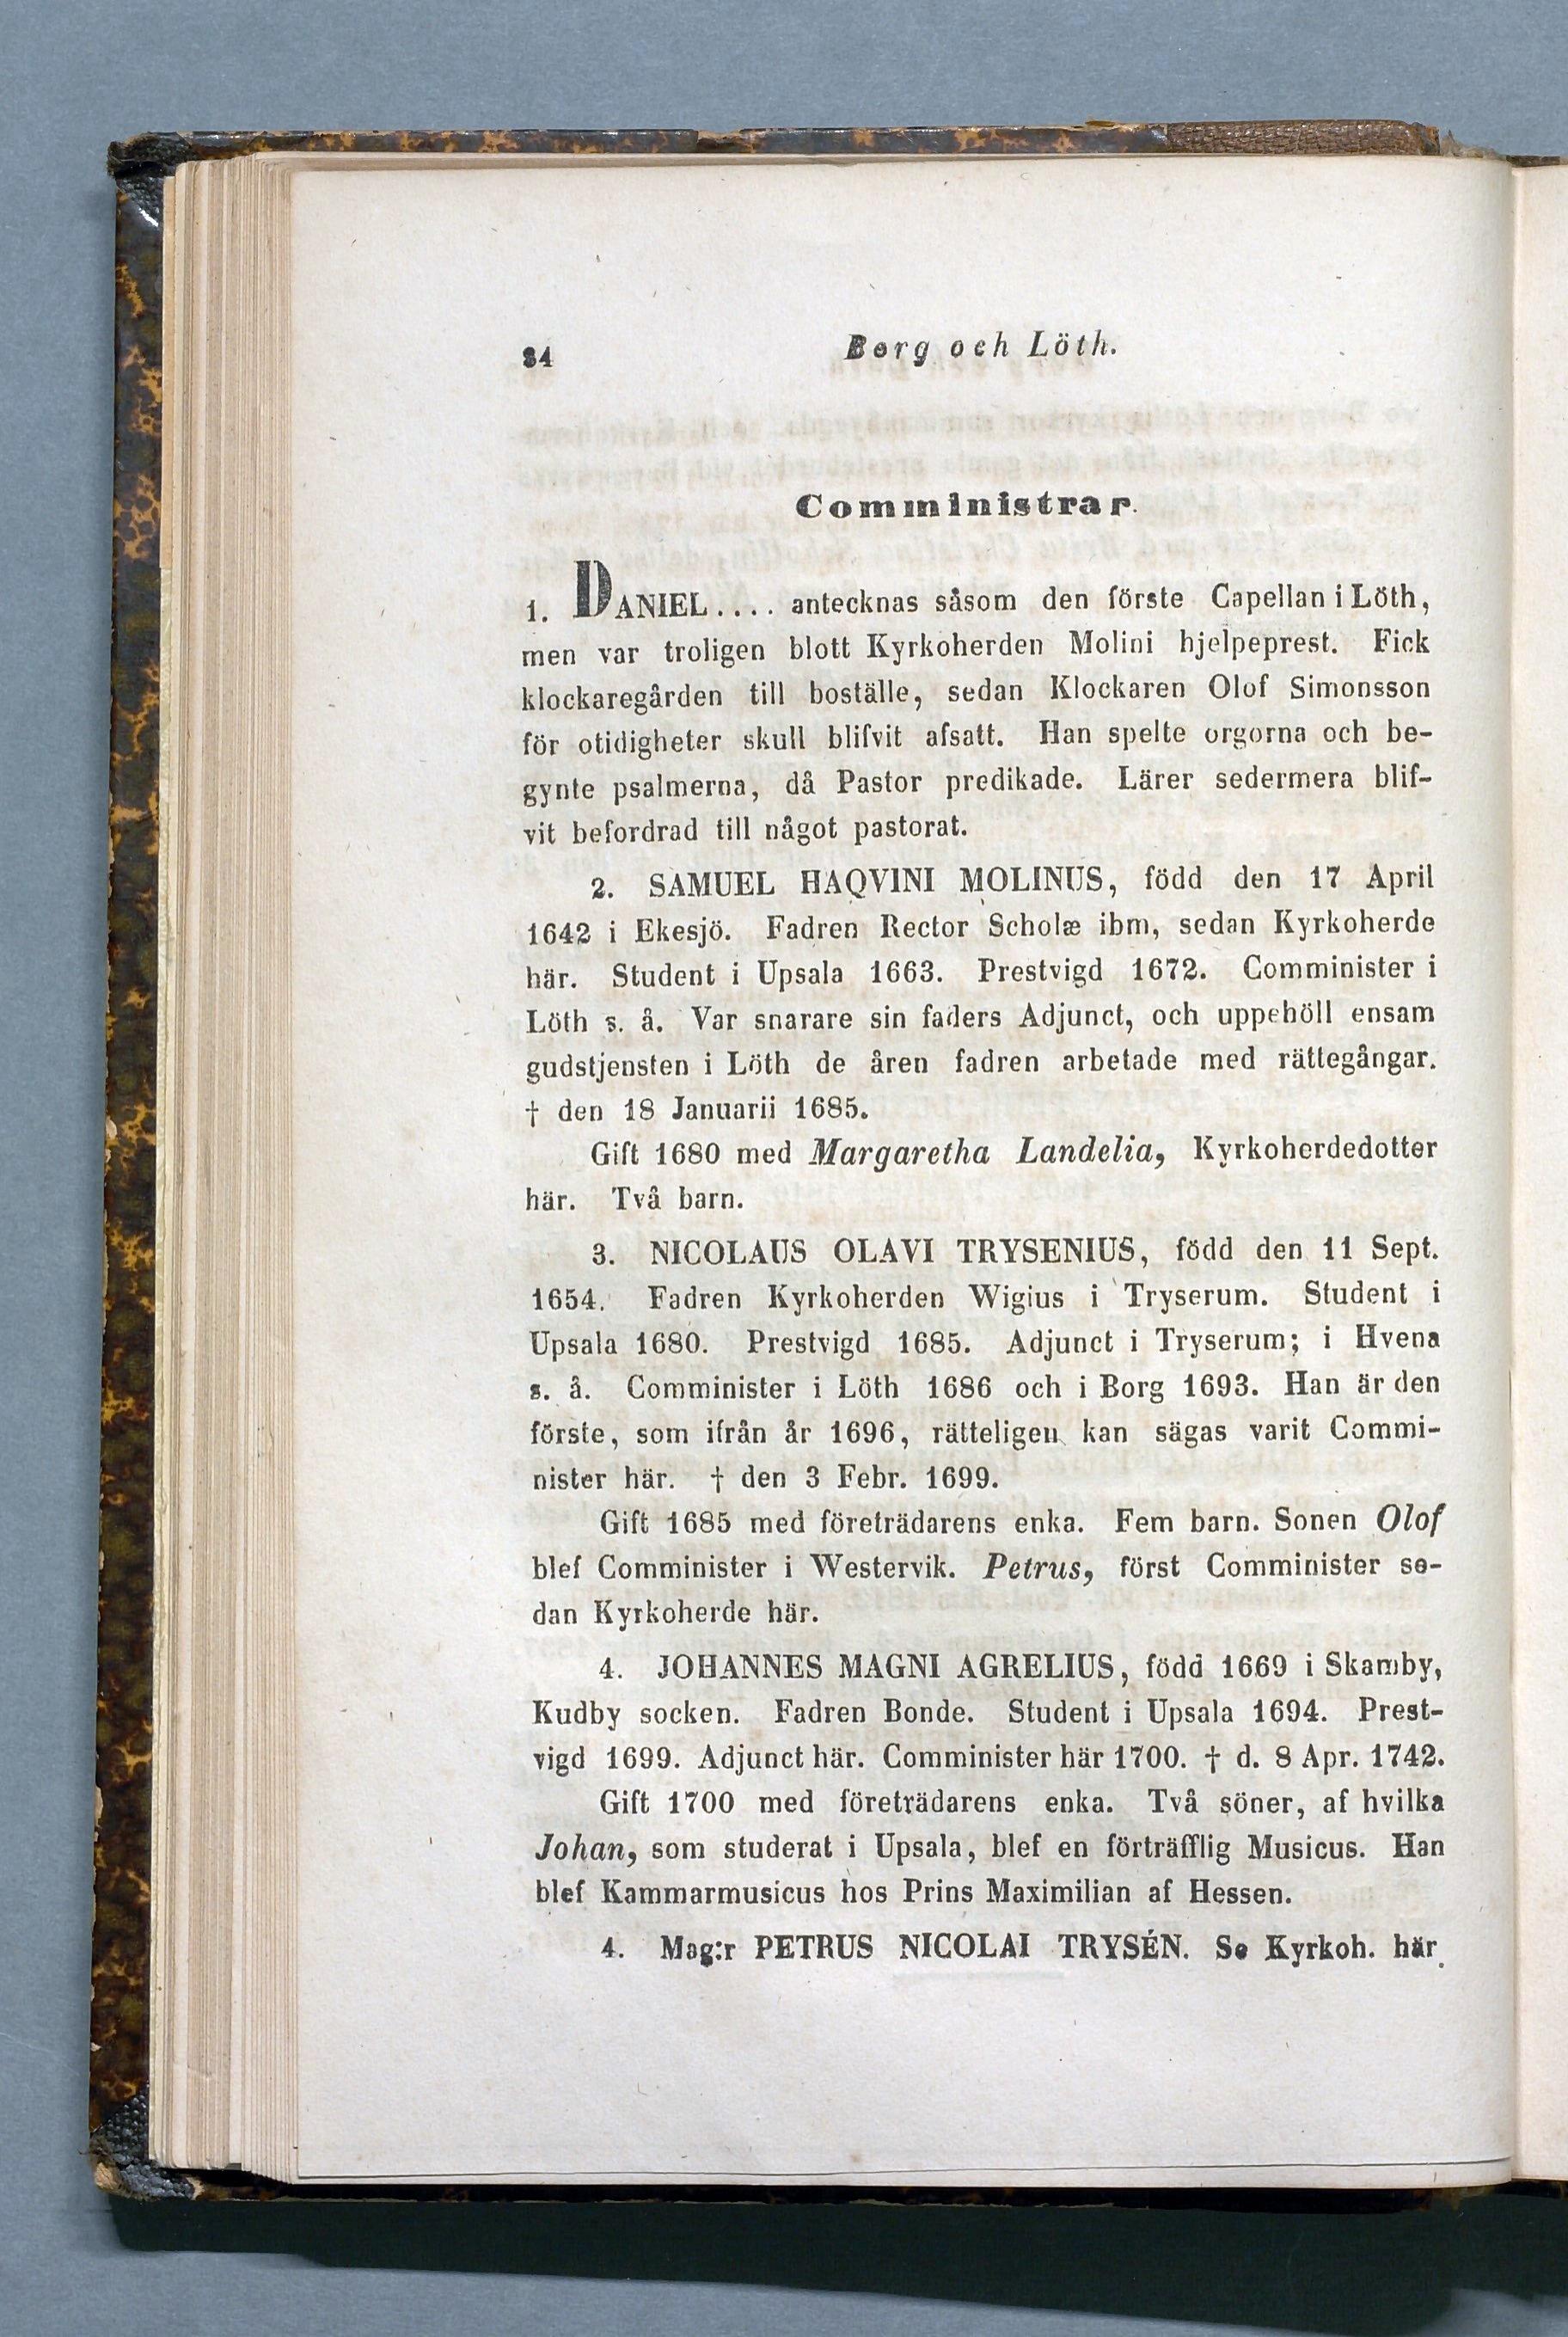 84 Borg och Löth.
Comministrar.
1. DANIEL.... antecknas såsom den förste Capellan i Löth,
men var troligen blott Kyrkoherden Molini hjelpeprest. Fick
klockaregården till boställe, sedan Klockaren Olof Simonsson
för otidigheter skull blifvit afsatt. Han spelte orgorna och be-
gynte psalmerna, då Pastor predikade. Lärer sedermera blif-
vit befordrad till något pastorat.
2. SAMUEL HAQVINI MOLINUS, född den 17 April
1642 i Ekesjö. Fadren Rector Scholæ ibm, sedan Kyrkoherde
här. Student i Upsala 1663. Prestvigd 1672. Comminister i
Löth s. å. Var snarare sin faders Adjunct, och uppehöll ensam
gudstjensten i Löth de åren fadren arbetade med rättegångar.
† den 18 Januarii 1685.
Gift 1680 med Margaretha Landelia, Kyrkoherdedotter
här. Två barn.
3. NICOLAUS OLAVI TRYSENIUS, född den 11 Sept.
1654. Fadren Kyrkoherden Wigius i Tryserum. Student i
Upsala 1680. Prestvigd 1685. Adjunct i Tryserum; i Hvena
s. å. Comminister i Löth 1686 och i Borg 1693. Han är den
förste, som ifrån år 1696, rätteligen kan sägas varit Commi-
nister här. † den 3 Febr. 1699.
Gift 1685 med företrädarens enka. Fem barn. Sonen Olof
blef Comminister i Westervik. Petrus, först Comminister se-
dan Kyrkoherde här.
4. JOHANNES MAGNI AGRELIUS, född 1669 i Skamby,
Kudby socken. Fadren Bonde. Student i Upsala 1694. Prest-
vigd 1699. Adjunct här. Comminister här 1700. † d. 8 Apr. 1742.
Gift 1700 med företrädarens enka. Två söner, af hvilka
Johan, som studerat i Upsala, blef en förträfflig Musicus. Han
blef Kammarmusicus hos Prins Maximilian af Hessen.
4. Mag:r PETRUS NICOLAI TRYSÉN. Se Kyrkoh. här.